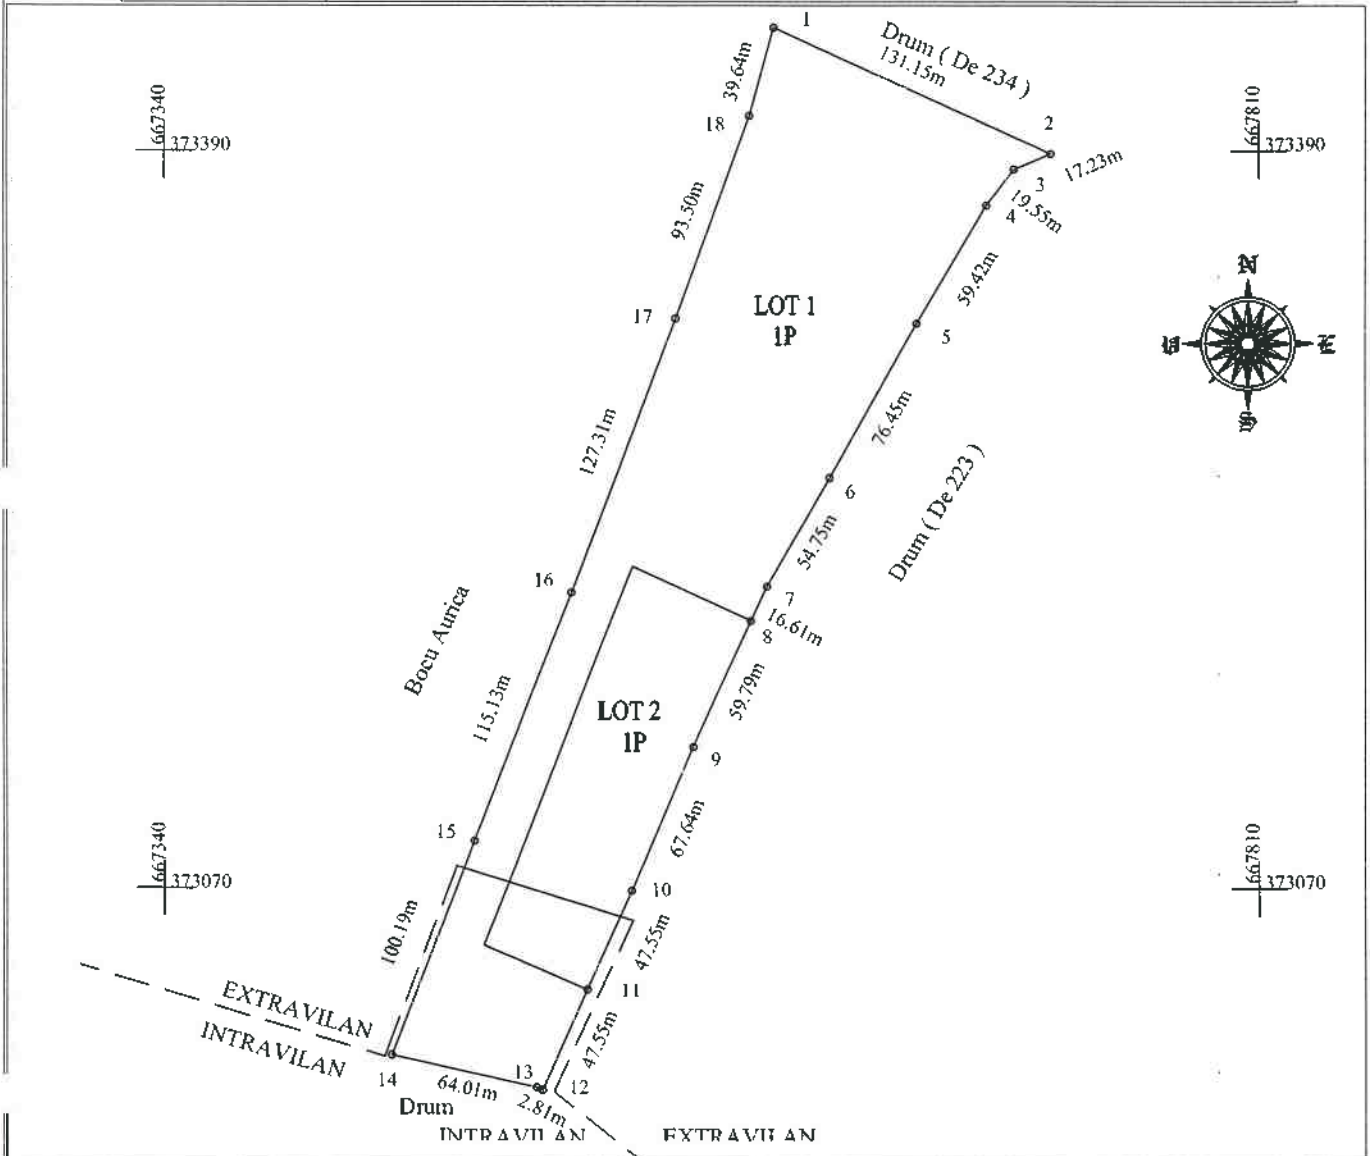 1
Drum ( De 234 )
131.15m
39.64m
667340
373390
18
2
667810
373390
17.23m
3
19.55m
4
93.50m
59.42m
N
LOT 1
1P
17
5
E
S
76.45m
127.31m
6
Drum ( De 223 )
54.75m
16
7
16.61m
8
Bocu Aurica
59.79m
115.13m
LOT 2
1P
9
67.64m
15
667340
373070
10
667810
373070
100.19m
47.55m
11
EXTRAVILAN
INTRAVILAN
47.55m
14
64.01m
13
12
2.81m
Drum
INTRAVILAN
EXTRAVILAN